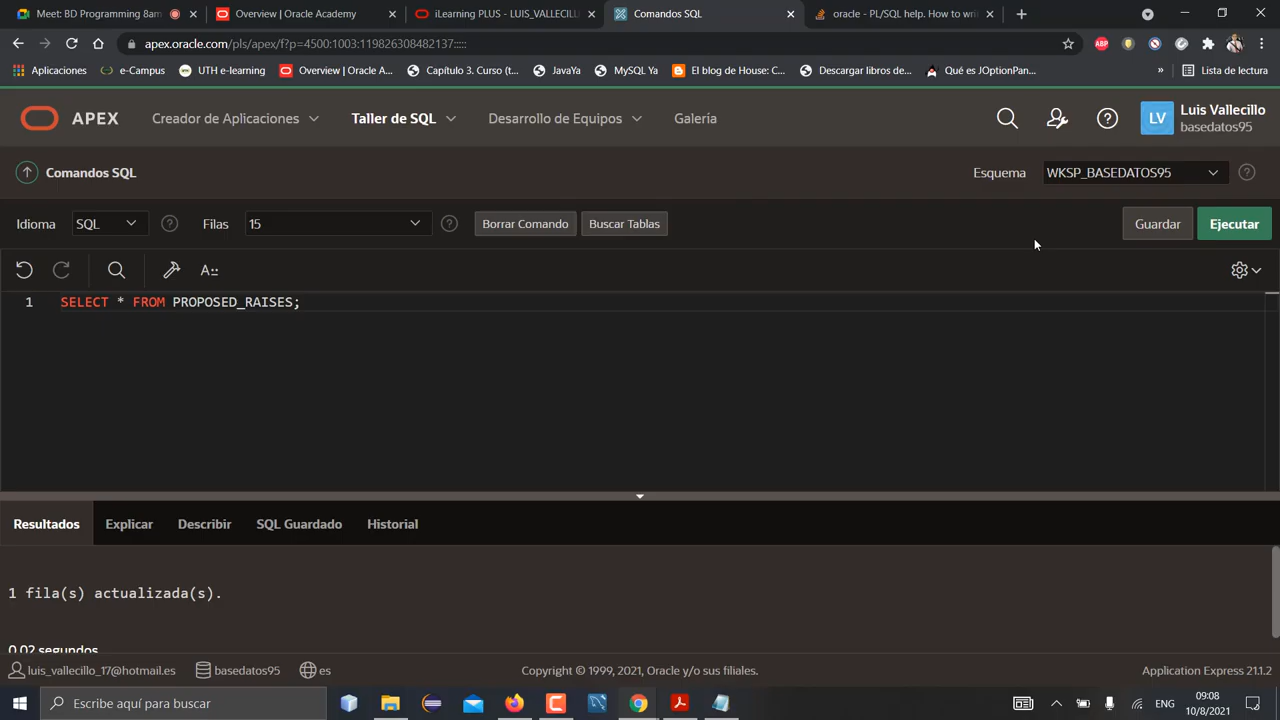 Meet: BD Programming 8am
Overview | Oracle Academy
iLearning PLUS - LUIS_VALLECILL
Comandos SQL
oracle - PL/SQL help. How to wri
apex.oracle.com/pls/apex/f?p=4500:1003:119826308482137:::::
ABP
Aplicaciones
e-Campus
UTH e-learning
Overview | Oracle A...
Capítulo 3. Curso (t...
JavaYa
MySQL Ya
El blog de House: C...
Descargar libros de...
Qué es JOptionPan...
»
Lista de lectura
APEX
Creador de Aplicaciones
Taller de SQL
Desarrollo de Equipos
Galería
LV
Luis Vallecillo
basedatos95
Comandos SQL
Esquema
WKSP_BASEDATOS95
Idioma
SQL
Filas
15
Borrar Comando
Buscar Tablas
Guardar
Ejecutar
A::
1 SELECT * FROM PROPOSED_RAISES;
Resultados
Explicar
Describir
SQL Guardado
Historial
1 fila(s) actualizada(s).
0.02 segundos
luis_vallecillo_17@hotmail.es
basedatos95
es
Copyright © 1999, 2021, Oracle y/o sus filiales.
Application Express 21.1.2
Escribe aquí para buscar
ENG
09:08
10/8/2021